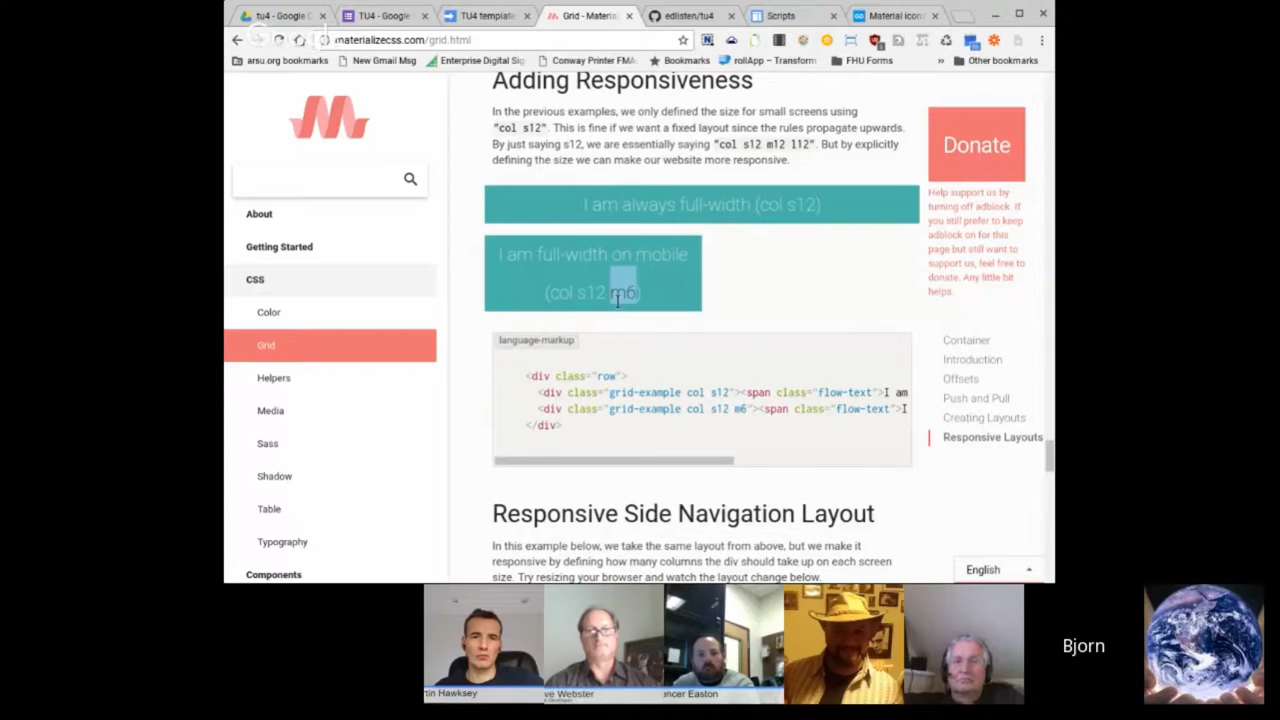 tu4 - Google D
TU4 - Google
TU4 template
Grid - Materia
edlisten/tu4
Scripts
Material icon
materializecss.com/grid.html
arsu.org bookmarks
New Gmail Msg
Enterprise Digital Sig
Conway Printer FMA
Bookmarks
rollApp – Transform
FHU Forms
»
Other bookmarks
About
Getting Started
CSS
Color
Grid
Helpers
Media
Sass
Shadow
Table
Typography
Components
Adding Responsiveness
In the previous examples, we only defined the size for small screens using
"col s12". This is fine if we want a fixed layout since the rules propagate upwards.
By just saying s12, we are essentially saying "col s12 m12 l12". But by explicitly
defining the size we can make our website more responsive.
I am always full-width (col s12)
I am full-width on mobile
(col s12 m6)
language-markup
<div class="row">
<div class="grid-example col s12"><span class="flow-text">I am
<div class="grid-example col s12 m6"><span class="flow-text">I
</div>
Responsive Side Navigation Layout
In this example below, we take the same layout from above, but we make it
responsive by defining how many columns the div should take up on each screen
size. Try resizing your browser and watch the layout change below.
Donate
Help support us by
turning off adblock. If
you still prefer to keep
adblock on for this
page but still want to
support us, feel free to
donate. Any little bit
helps.
Container
Introduction
Offsets
Push and Pull
Creating Layouts
Responsive Layouts
English
tin Hawksey
ve Webster
encer Easton
Bjorn